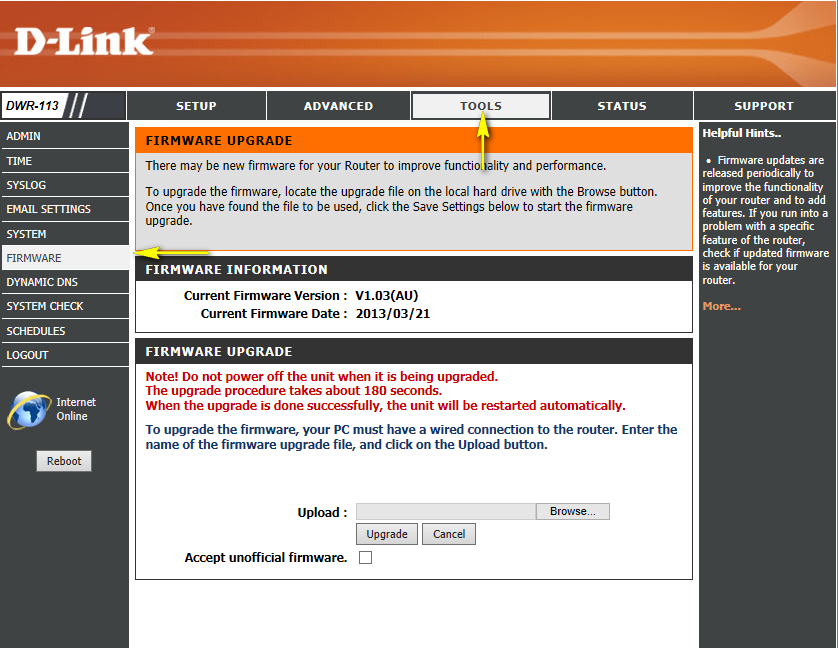 D-Link®
DWR-113
SETUP
ADVANCED
TOOLS
STATUS
SUPPORT
ADMIN
TIME
SYSLOG
EMAIL SETTINGS
SYSTEM
FIRMWARE
DYNAMIC DNS
SYSTEM CHECK
SCHEDULES
LOGOUT
Internet
Online
Reboot
FIRMWARE UPGRADE
There may be new firmware for your Router to improve functionality and performance.
To upgrade the firmware, locate the upgrade file on the local hard drive with the Browse button.
Once you have found the file to be used, click the Save Settings below to start the firmware
upgrade.
FIRMWARE INFORMATION
Current Firmware Version : V1.03(AU)
Current Firmware Date : 2013/03/21
FIRMWARE UPGRADE
Note! Do not power off the unit when it is being upgraded.
The upgrade procedure takes about 180 seconds.
When the upgrade is done successfully, the unit will be restarted automatically.
To upgrade the firmware, your PC must have a wired connection to the router. Enter the
name of the firmware upgrade file, and click on the Upload button.
Upload : Browse...
Upgrade Cancel
Accept unofficial firmware.
Helpful Hints..
• Firmware updates are
released periodically to
improve the functionality
of your router and to add
features. If you run into a
problem with a specific
feature of the router,
check if updated firmware
is available for your
router.
More...